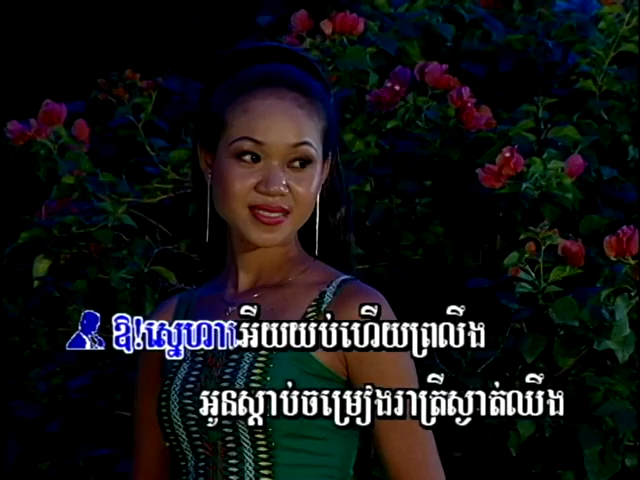 ឱ!ស្នេហាអើយយប់ហើយព្រលឹង
អូនស្ដាប់ចម្រៀងរាត្រីស្ងាត់ឈឹង